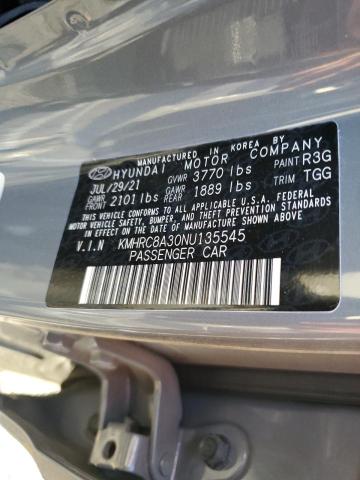 MANUFACTURED IN KOREA BY
HYUNDAI MOTOR COMPANY
JUL/29/21 GVWR 3770 lbs PAINT R3G
GAWR FRONT 2101 lbs GAWR REAR 1889 lbs TRIM TGG
THIS VEHICLE CONFORMS TO ALL APPLICABLE U.S.A. FEDERAL
MOTOR VEHICLE SAFETY, BUMPER, AND THEFT PREVENTION
STANDARDS IN EFFECT ON THE DATE OF MANUFACTURE SHOWN ABOVE.
V.I.N KMHRC8A30NU135545
PASSENGER CAR